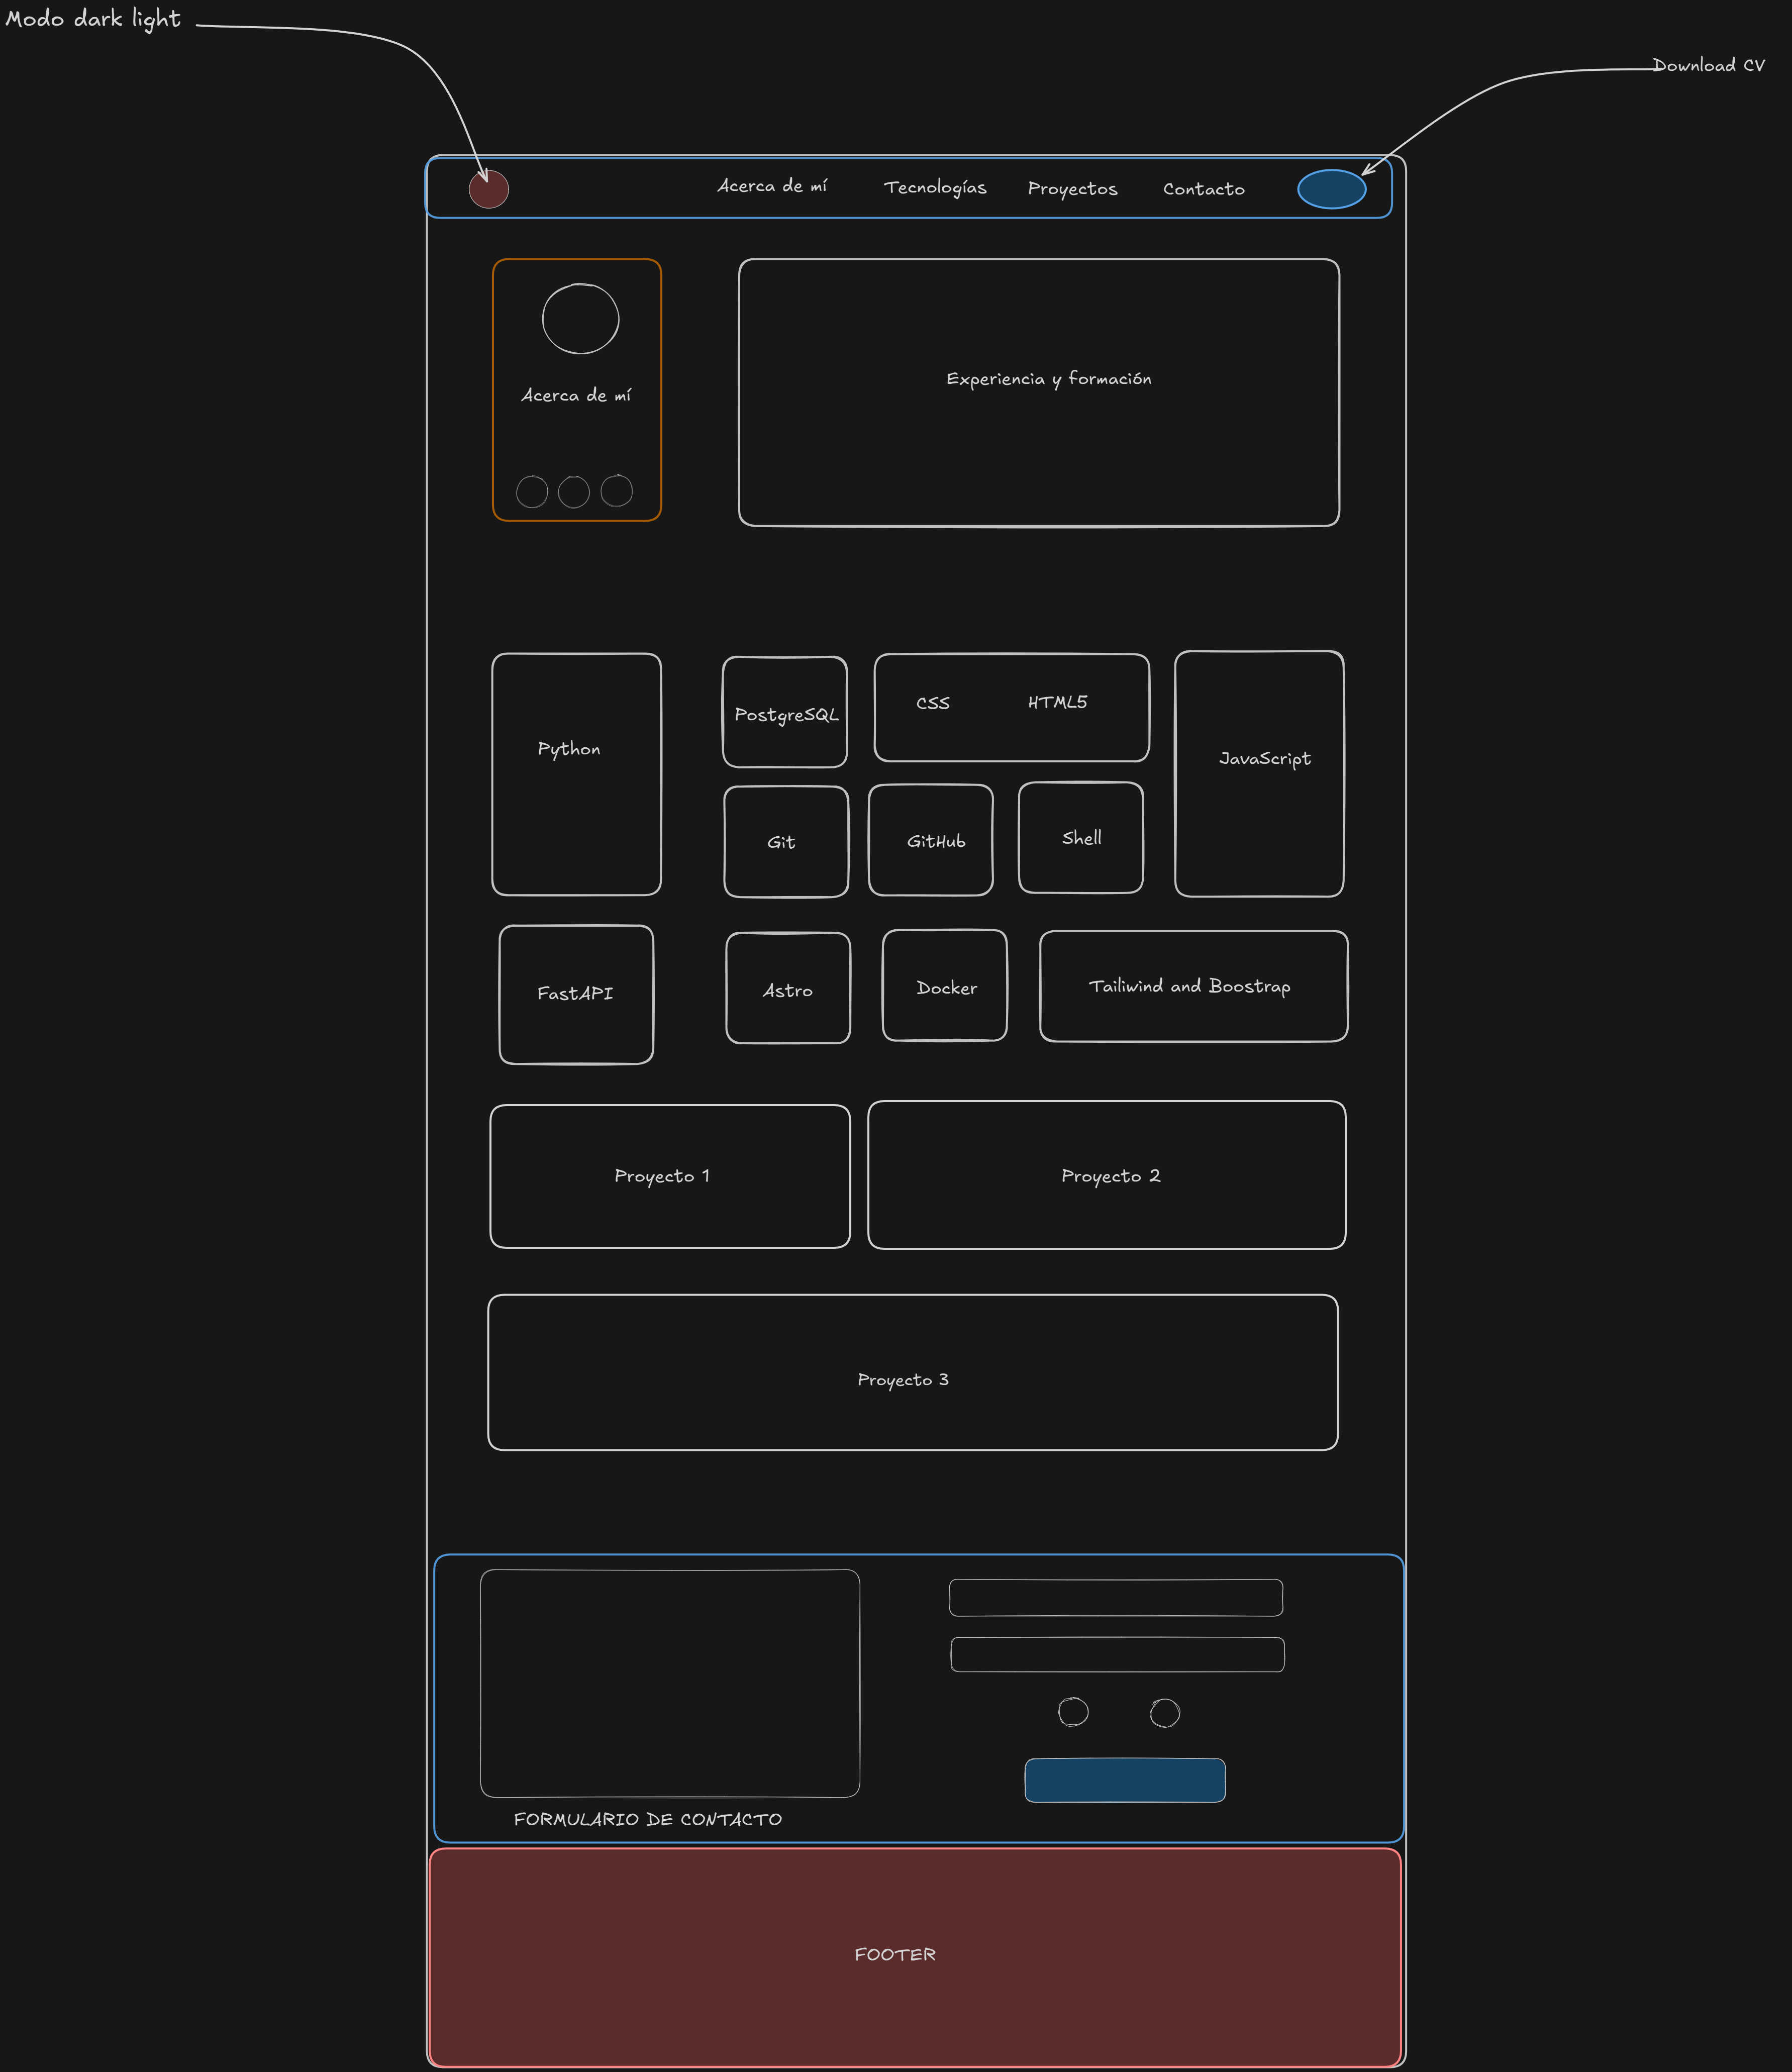 Modo dark light
Download CV
Acerca de mí
Tecnologías
Proyectos
Contacto
Acerca de mí
Experiencia y formación
Python
PostgreSQL
CSS
HTML5
JavaScript
Git
GitHub
Shell
FastAPI
Astro
Docker
Tailiwind and Boostrap
Proyecto 1
Proyecto 2
Proyecto 3
FORMULARIO DE CONTACTO
FOOTER